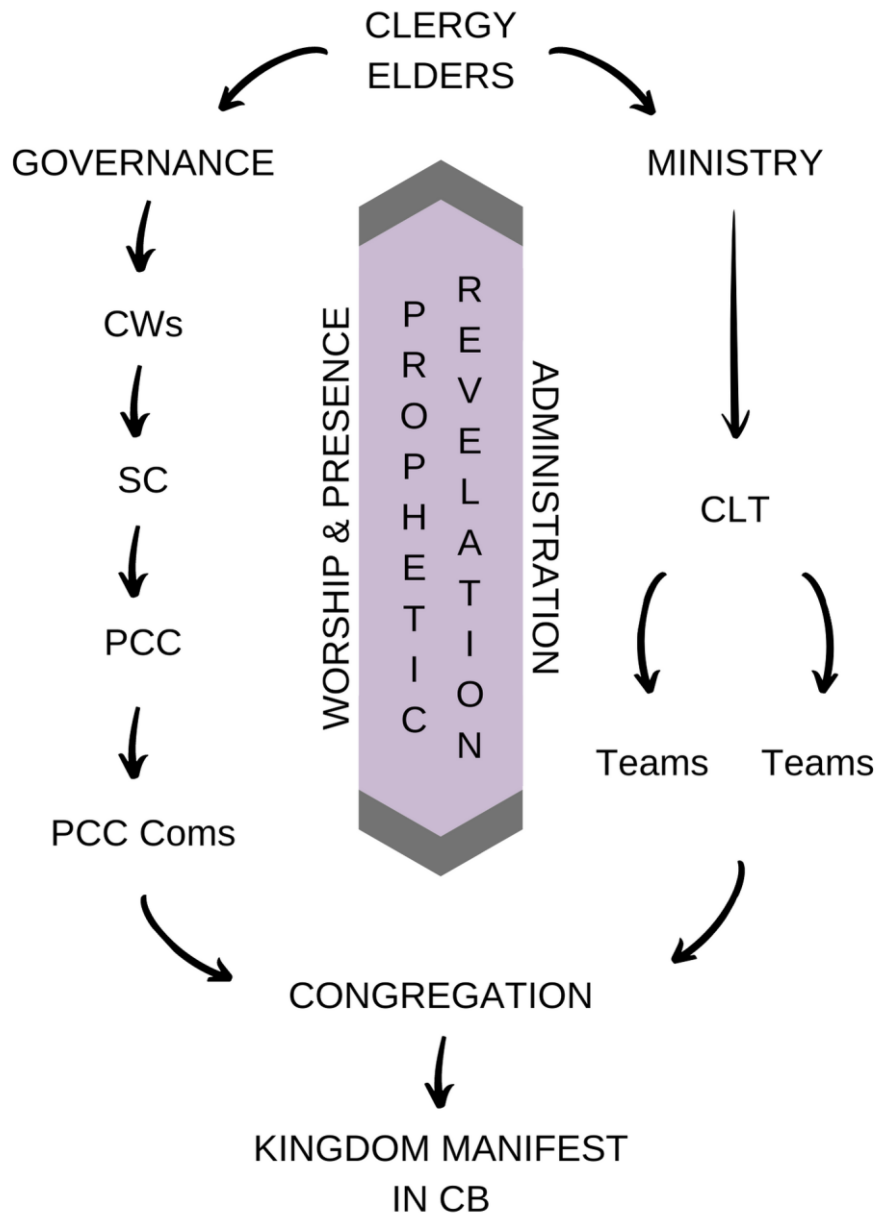 CLERGY
ELDERS
GOVERNANCE
MINISTRY
CWs
SC
PCC
PCC Coms
WORSHIP & PRESENCE
PROPHETIC
REVELATION
ADMINISTRATION
CLT
Teams
Teams
CONGREGATION
KINGDOM MANIFEST
IN CB